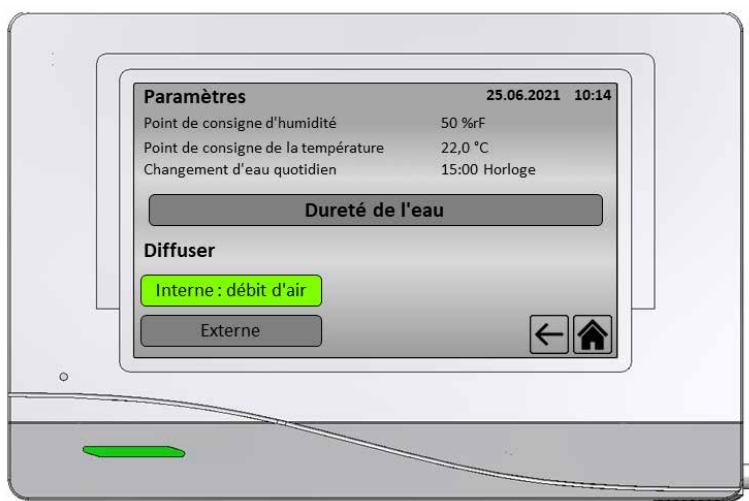 Paramètres 25.06.2021 10:14
Point de consigne d'humidité 50 %rF
Point de consigne de la température 22,0 °C
Changement d'eau quotidien 15:00 Horloge
Dureté de l'eau
Diffuser
Interne : débit d'air
Externe